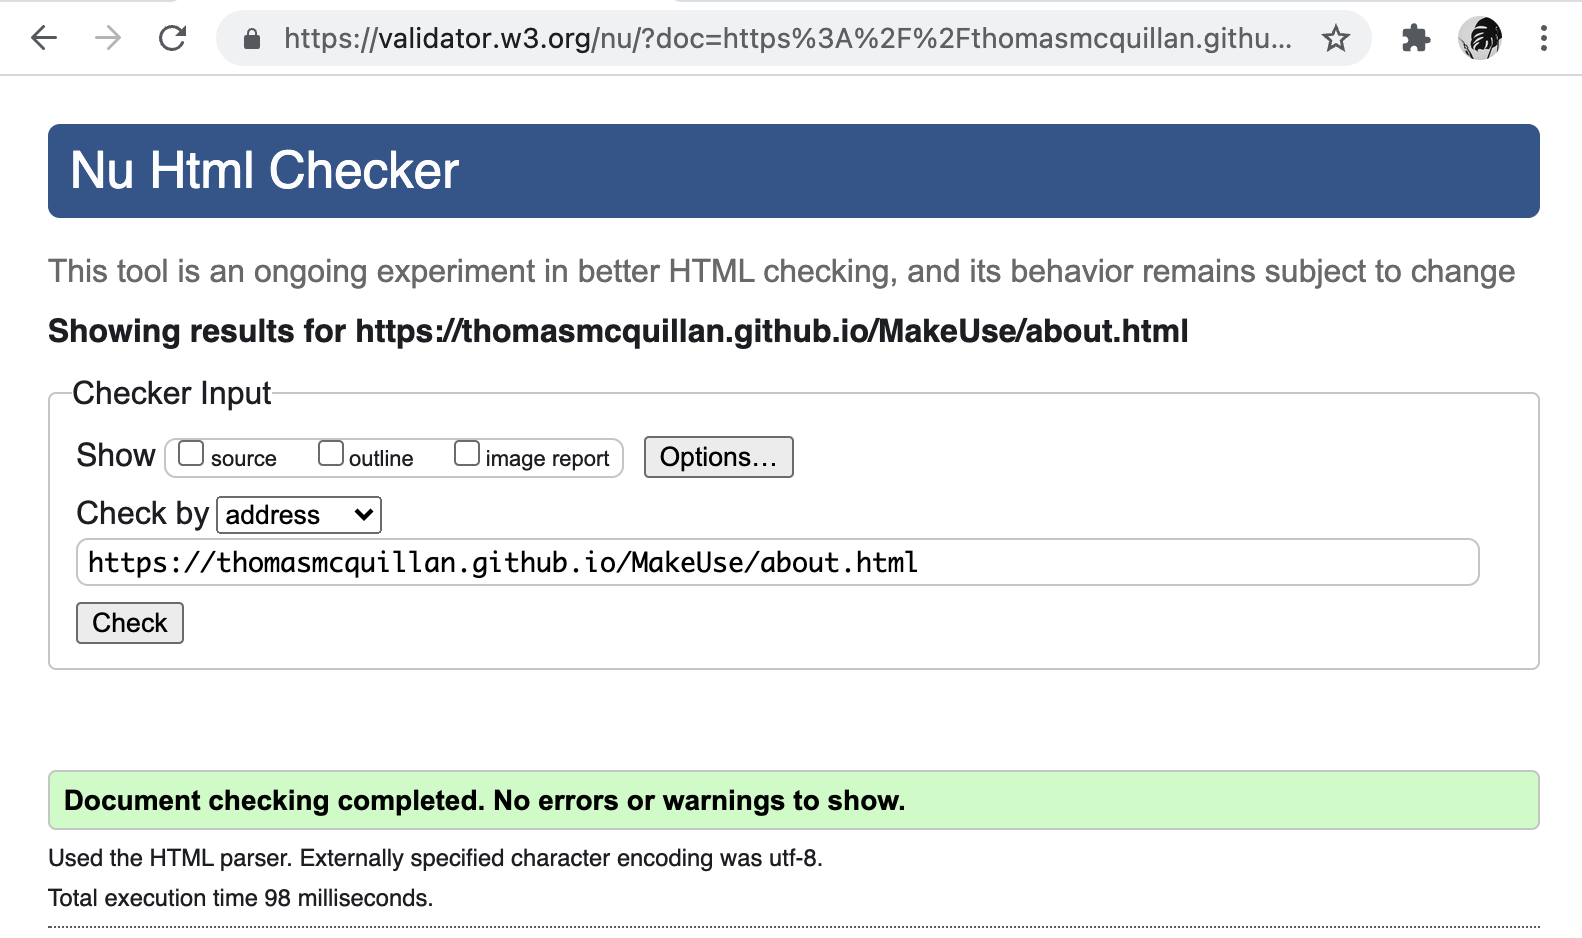 https://validator.w3.org/nu/?doc=https%3A%2F%2Fthomasmcquillan.githu...
Nu Html Checker
This tool is an ongoing experiment in better HTML checking, and its behavior remains subject to change
Showing results for https://thomasmcquillan.github.io/MakeUse/about.html
Checker Input
Show source outline image report Options...
Check by address
https://thomasmcquillan.github.io/MakeUse/about.html
Check
Document checking completed. No errors or warnings to show.
Used the HTML parser. Externally specified character encoding was utf-8.
Total execution time 98 milliseconds.